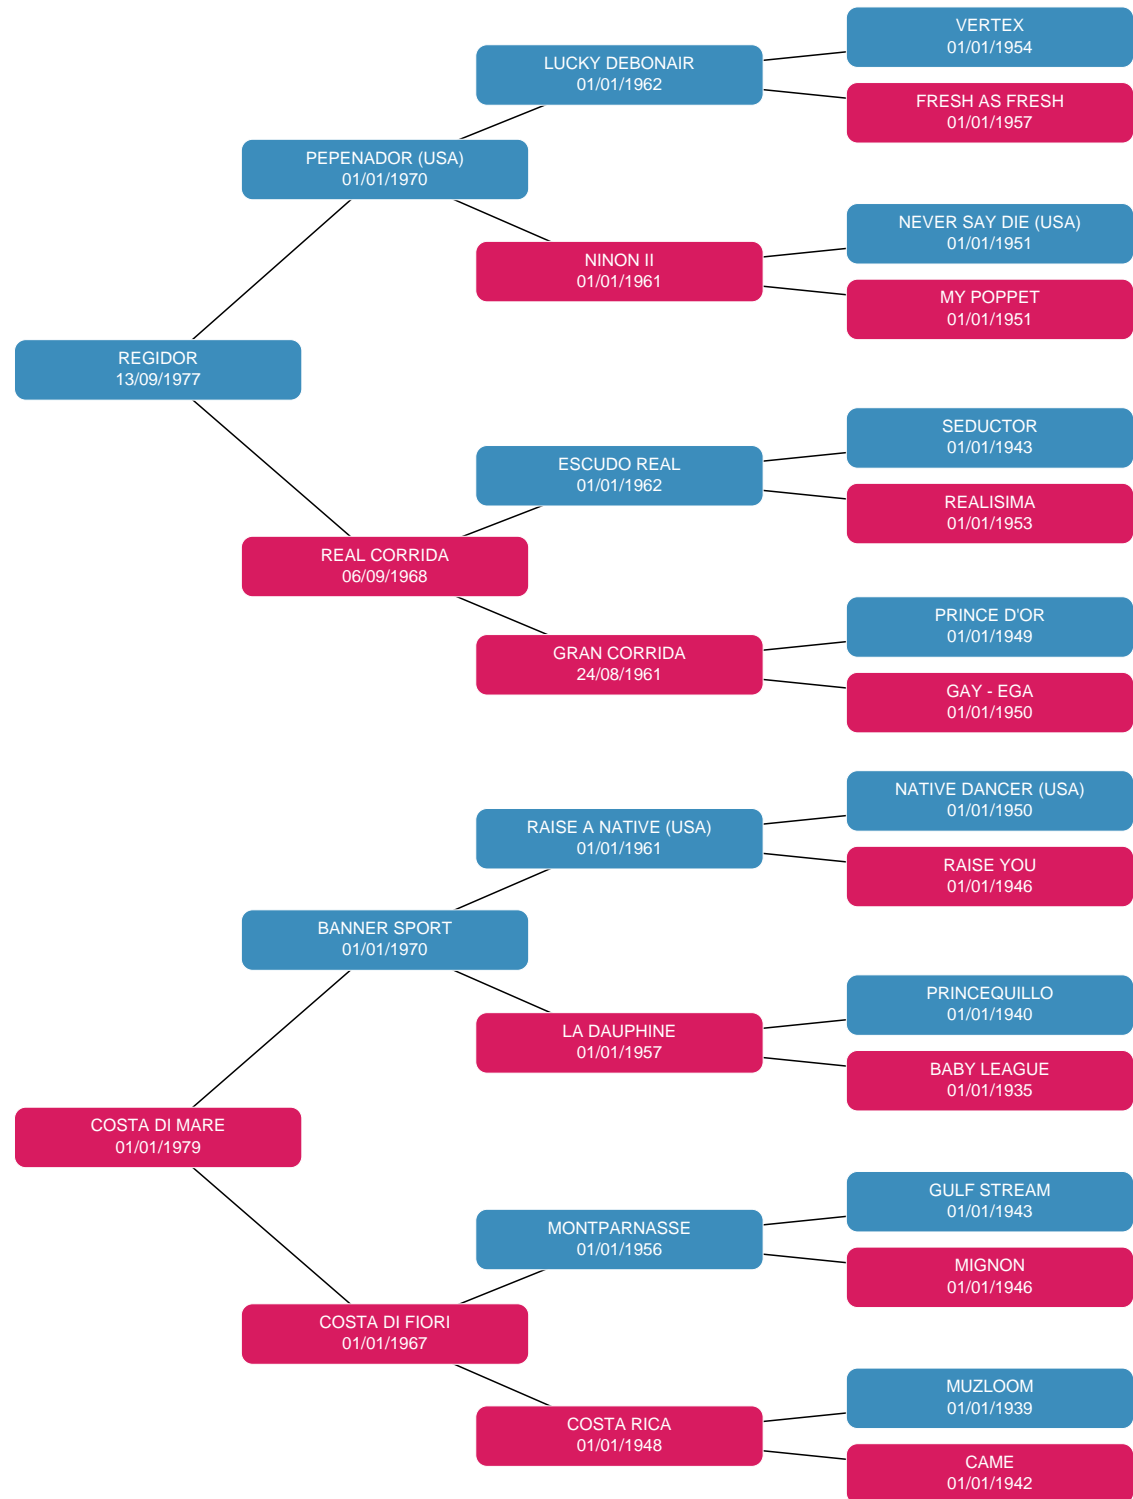 VERTEX
01/01/1954
LUCKY DEBONAIR
01/01/1962
FRESH AS FRESH
01/01/1957
PEPENADOR (USA)
01/01/1970
NEVER SAY DIE (USA)
01/01/1951
NINON II
01/01/1961
MY POPPET
01/01/1951
REGIDOR
13/09/1977
SEDUCTOR
01/01/1943
ESCUDO REAL
01/01/1962
REALISIMA
01/01/1953
REAL CORRIDA
06/09/1968
PRINCE D'OR
01/01/1949
GRAN CORRIDA
24/08/1961
GAY - EGA
01/01/1950
NATIVE DANCER (USA)
01/01/1950
RAISE A NATIVE (USA)
01/01/1961
RAISE YOU
01/01/1946
BANNER SPORT
01/01/1970
PRINCEQUILLO
01/01/1940
LA DAUPHINE
01/01/1957
BABY LEAGUE
01/01/1935
COSTA DI MARE
01/01/1979
GULF STREAM
01/01/1943
MONTPARNASSE
01/01/1956
MIGNON
01/01/1946
COSTA DI FIORI
01/01/1967
MUZLOOM
01/01/1939
COSTA RICA
01/01/1948
CAME
01/01/1942